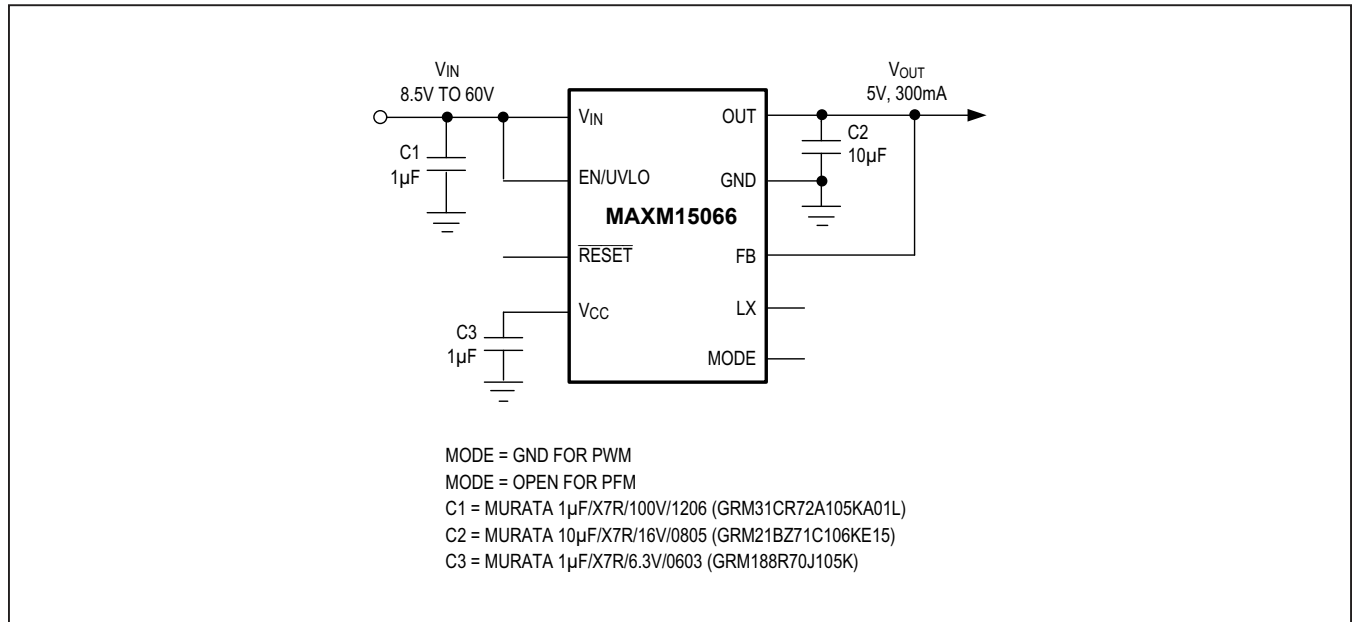 VIN
8.5V TO 60V
VOUT
5V, 300mA
VIN
OUT
C1
1µF
C2
10µF
EN/UVLO
GND
MAXM15066
RESET
FB
VCC
LX
C3
1µF
MODE
MODE = GND FOR PWM
MODE = OPEN FOR PFM
C1 = MURATA 1µF/X7R/100V/1206 (GRM31CR72A105KA01L)
C2 = MURATA 10µF/X7R/16V/0805 (GRM21BZ71C106KE15)
C3 = MURATA 1µF/X7R/6.3V/0603 (GRM188R70J105K)